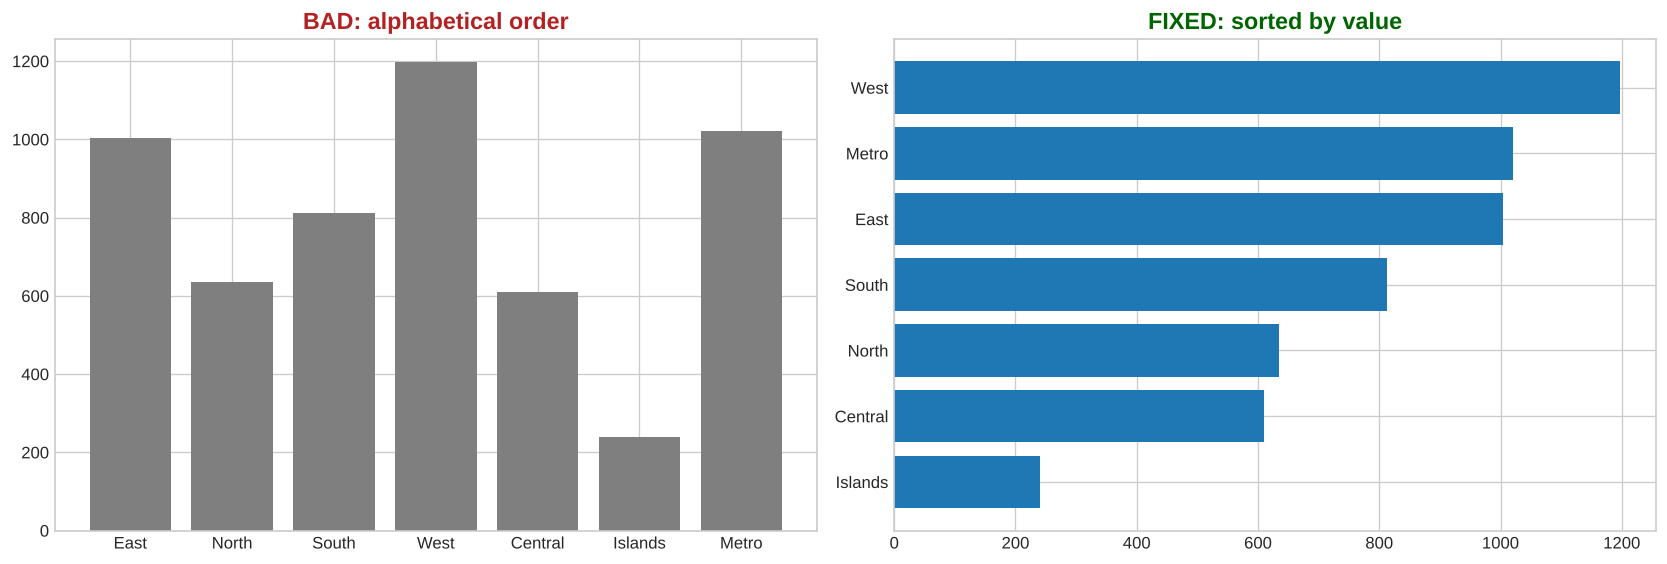 BAD: alphabetical order
1200
1000
800
600
400
200
0
East North South West Central Islands Metro
FIXED: sorted by value
West
Metro
East
South
North
Central
Islands
0 200 400 600 800 1000 1200